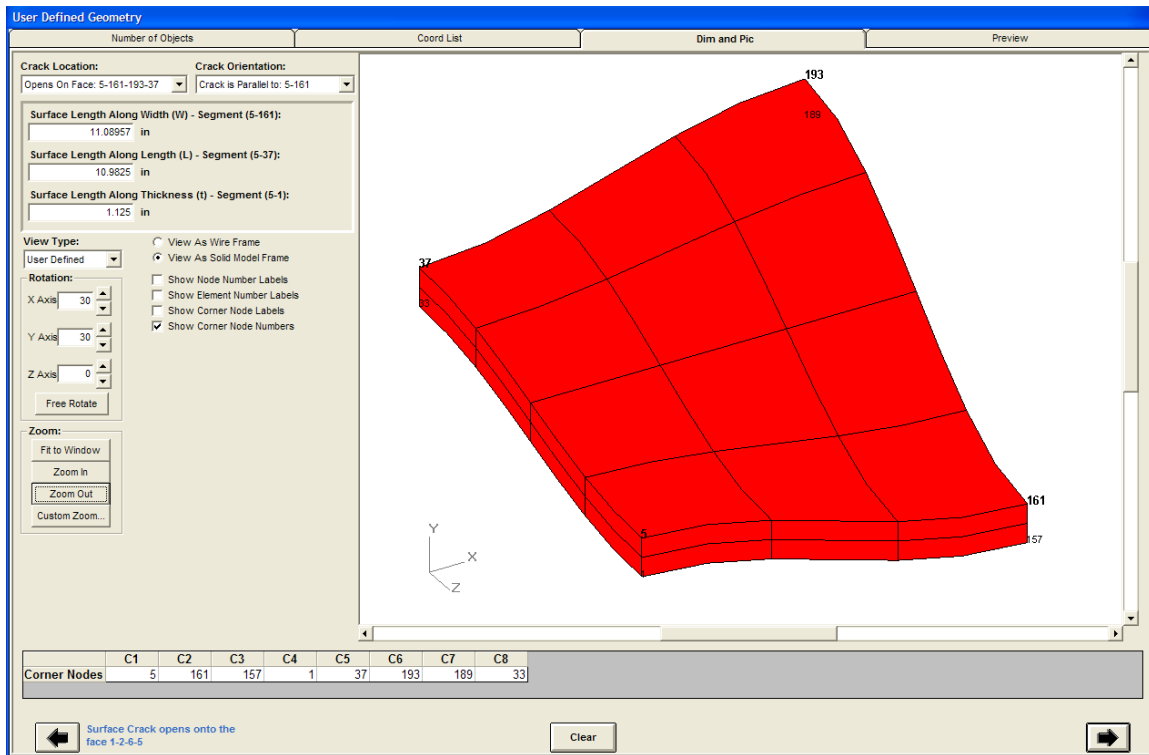 User Defined Geometry
Number of Objects
Coord List
Dim and Pic
Preview
Crack Location:
Crack Orientation:
Opens On Face: 5-161-193-37
Crack is Parallel to: 5-161
Surface Length Along Width (W) - Segment (5-161):
11.08957 in
Surface Length Along Length (L) - Segment (5-37):
10.9825 in
Surface Length Along Thickness (t) - Segment (5-1):
1.125 in
View Type:
User Defined
View As Wire Frame
View As Solid Model Frame
Rotation:
X Axis 30
Y Axis 30
Z Axis 0
Free Rotate
Show Node Number Labels
Show Element Number Labels
Show Corner Node Labels
Show Corner Node Numbers
Zoom:
Fit to Window
Zoom In
Zoom Out
Custom Zoom...
193
189
37
33
5
161
157
Y
X
Z
C1 C2 C3 C4 C5 C6 C7 C8
Corner Nodes 5 161 157 1 37 193 189 33
Surface Crack opens onto the
face 1-2-6-5
Clear